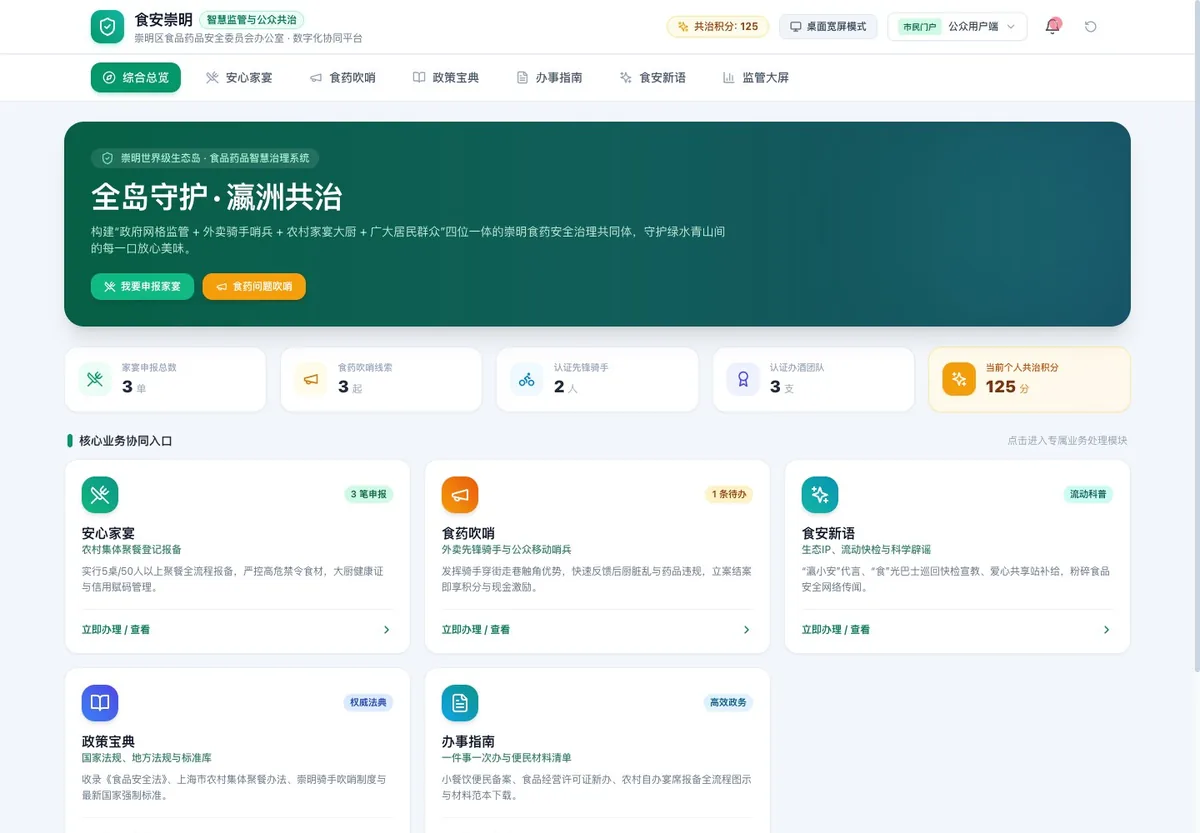 食安崇明
智慧监管与公众共治
崇明区食品药品安全委员会办公室 · 数字化协同平台
共治积分: 125
桌面宽屏模式
市民门户
公众用户端
综合总览
安心家宴
食药吹哨
政策宝典
办事指南
食安新语
监管大屏
崇明世界级生态岛 · 食品药品智慧治理系统
全岛守护 · 瀛洲共治
构建“政府网格监管 + 外卖骑手哨兵 + 农村家宴大厨 + 广大居民群众”四位一体的崇明食药安全治理共同体，守护绿水青山间
的每一口放心美味。
我要申报家宴
食药问题吹哨
家宴申报总数
3 单
食药吹哨线索
3 起
认证先锋骑手
2 人
认证办酒团队
3 支
当前个人共治积分
125 分
核心业务协同入口
点击进入专属业务处理模块
3 笔申报
安心家宴
农村集体聚餐登记报备
实行5桌/50人以上聚餐全流程报备，严控高危禁令食材，大厨健康证
与信用赋码管理。
立即办理 / 查看
1 条待办
食药吹哨
外卖先锋骑手与公众移动哨兵
发挥骑手穿街走巷触角优势，快速反馈后厨脏乱与药品违规，立案结案
即享积分与现金激励。
立即办理 / 查看
流动科普
食安新语
生态IP、流动快检与科学辟谣
“瀛小安”代言、“食”光巴士巡回快检宣教、爱心共享站补给，粉碎食品
安全网络传闻。
立即办理 / 查看
权威法典
政策宝典
国家法规、地方法规与标准库
收录《食品安全法》、上海市农村集体聚餐办法、崇明骑手吹哨制度与
最新国家强制标准。
高效政务
办事指南
一件事一次办与便民材料清单
小餐饮便民备案、食品经营许可证新办、农村自办宴席报备全流程图示
与材料范本下载。